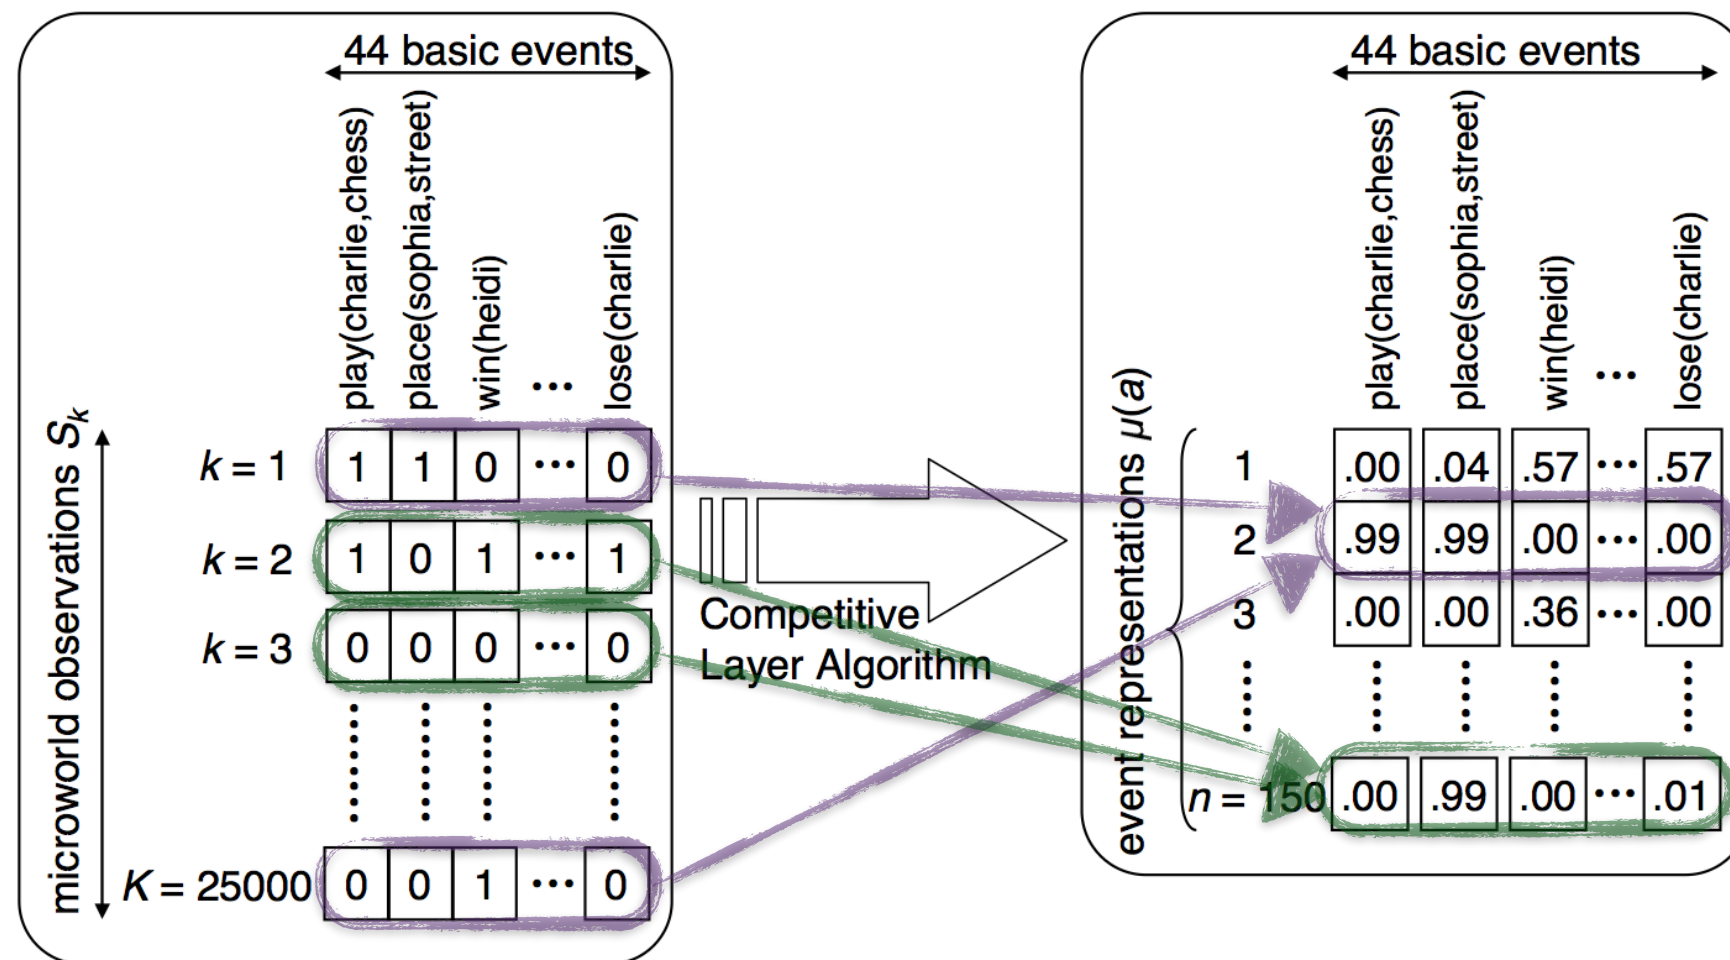 44 basic events
play(charlie,chess)
place(sophia,street)
win(heidi)
...
lose(charlie)
microworld observations Sk
k = 1 1 1 0 ... 0
k = 2 1 0 1 ... 1
k = 3 0 0 0 ... 0
K = 25000 0 0 1 ... 0
Competitive
Layer Algorithm
44 basic events
play(charlie,chess)
place(sophia,street)
win(heidi)
...
lose(charlie)
event representations μ(a)
1 .00 .04 .57 ... .57
2 .99 .99 .00 ... .00
3 .00 .00 .36 ... .00
n = 150 .00 .99 .00 ... .01